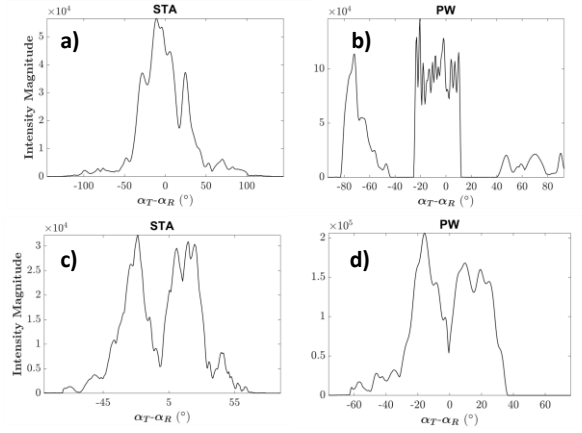 STA
PW
×10⁴
×10⁴
a)
b)
Intensity Magnitude
5
4
3
2
1
0
10
5
0
-100 -50 0 50 100
-80 -60 -40 -20 0 20 40 60 80
α_T-α_R (°)
α_T-α_R (°)
STA
PW
×10⁴
×10⁵
c)
d)
Intensity Magnitude
3
2.5
2
1.5
1
0.5
0
2
1.5
1
0.5
0
-45 5 55
-60 -40 -20 0 20 40 60
α_T-α_R (°)
α_T-α_R (°)